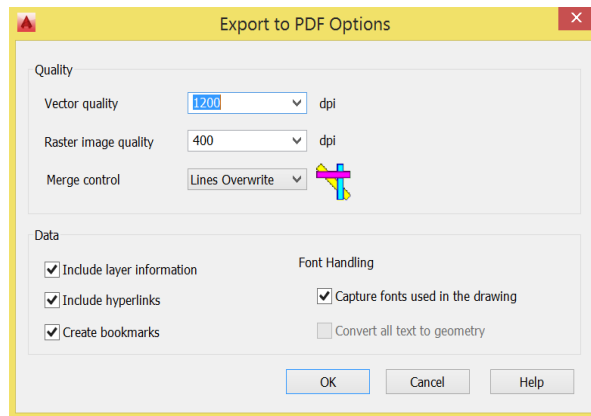 Export to PDF Options
Quality
Vector quality 1200 dpi
Raster image quality 400 dpi
Merge control Lines Overwrite
Data
Include layer information
Include hyperlinks
Create bookmarks
Font Handling
Capture fonts used in the drawing
Convert all text to geometry
OK Cancel Help